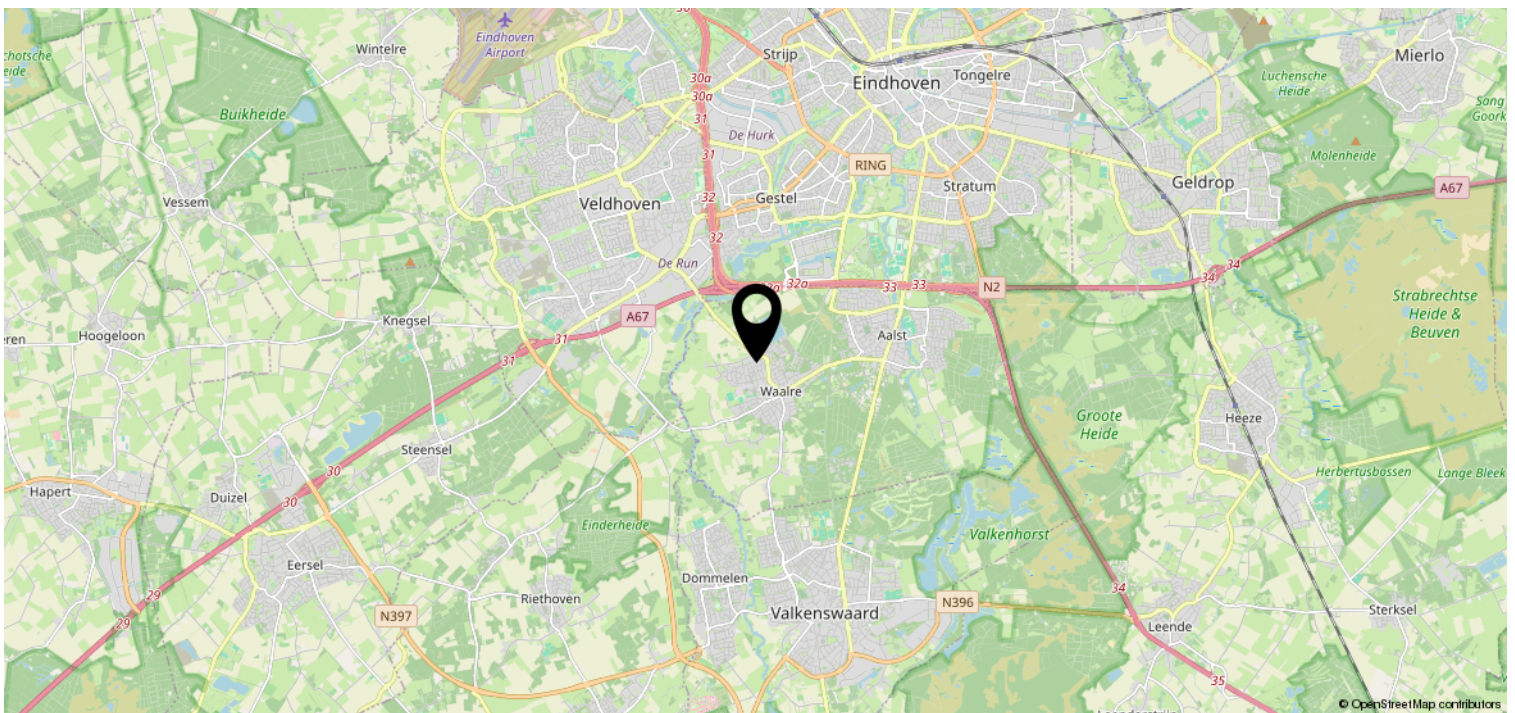 30
Eindhoven
Airport
Wintelre
Strijp
Eindhoven
Tongelre
Mierlo
Luchensche
Heide
30a
30a
31
De Hurk
Buikheide
31
RING
Molenheide
Vessem
32
Gestel
Stratum
Geldrop
A67
Veldhoven
32
De Run
34
34
32a
33
33
N2
Strabrechtse
Heide &
Beuven
A67
Knegsel
Hoogeloon
31
31
Aalst
Waalre
Groote
Heide
Heeze
Steensel
30
30
Herbertusbossen
Lange Bleek
Hapert
Duizel
Einderheide
Valkenhorst
Eersel
Dommelen
Riethoven
29
29
N397
Valkenswaard
N396
34
Sterksel
Leende
35
© OpenStreetMap contributors